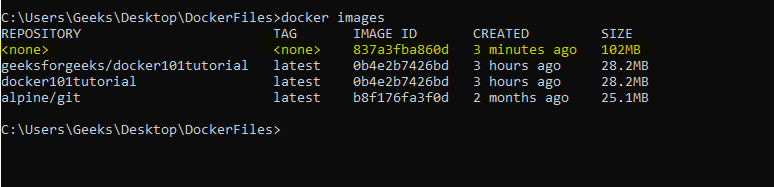 C:\Users\Geeks\Desktop\DockerFiles>docker images
REPOSITORY TAG IMAGE ID CREATED SIZE
<none> <none> 837a3fba860d 3 minutes ago 102MB
geeksforgeeks/docker101tutorial latest 0b4e2b7426bd 3 hours ago 28.2MB
docker101tutorial latest 0b4e2b7426bd 3 hours ago 28.2MB
alpine/git latest b8f176fa3f0d 2 months ago 25.1MB
C:\Users\Geeks\Desktop\DockerFiles>